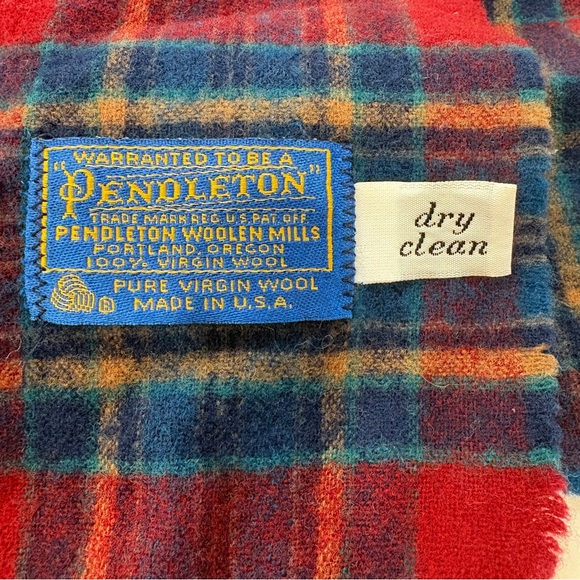 WARRANTED TO BE A
"PENDLETON"
TRADE MARK REG. U.S. PAT. OFF.
PENDLETON WOOLEN MILLS
PORTLAND, OREGON
100% VIRGIN WOOL
® PURE VIRGIN WOOL
MADE IN U.S.A.
dry
clean